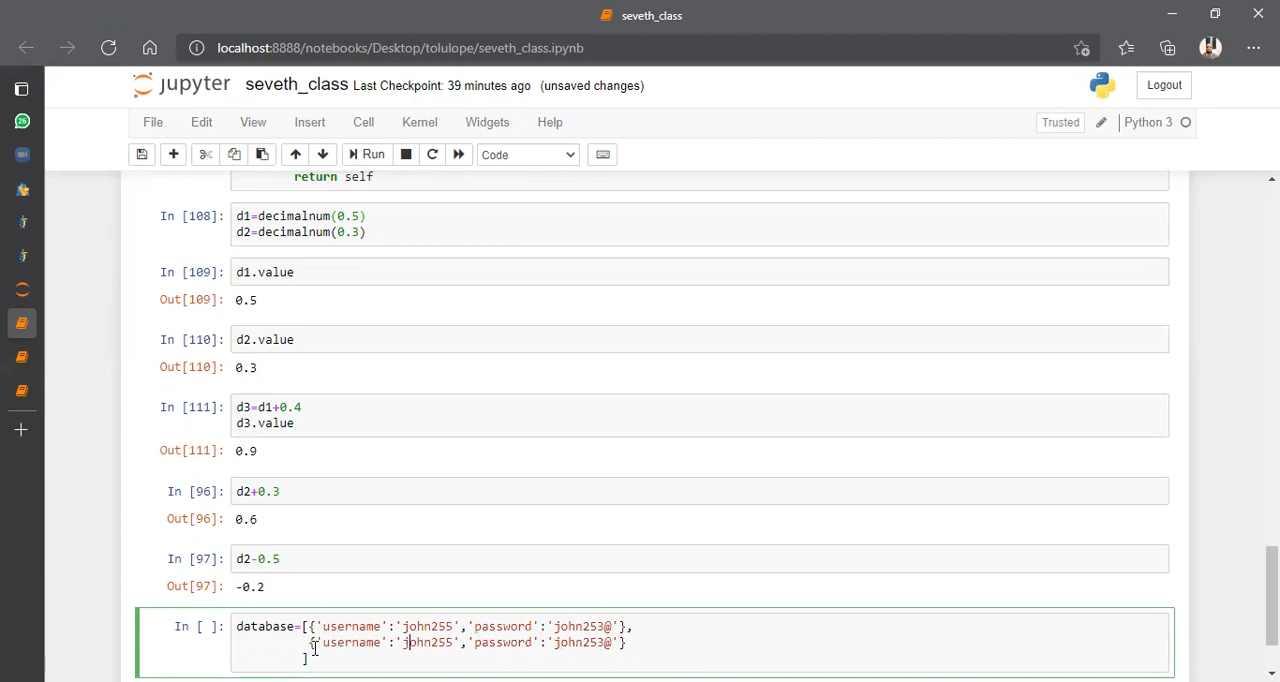 seveth_class
localhost:8888/notebooks/Desktop/tolulope/seveth_class.ipynb
jupyter seveth_class Last Checkpoint: 39 minutes ago (unsaved changes) Logout
File Edit View Insert Cell Kernel Widgets Help Trusted Python 3
Run Code
return self
In [108]: d1=decimalnum(0.5)
d2=decimalnum(0.3)
In [109]: d1.value
Out[109]: 0.5
In [110]: d2.value
Out[110]: 0.3
In [111]: d3=d1+0.4
d3.value
Out[111]: 0.9
In [96]: d2+0.3
Out[96]: 0.6
In [97]: d2-0.5
Out[97]: -0.2
In [ ]: database=[{'username':'john255','password':'john253@'},
{'username':'john255','password':'john253@'}
]
26